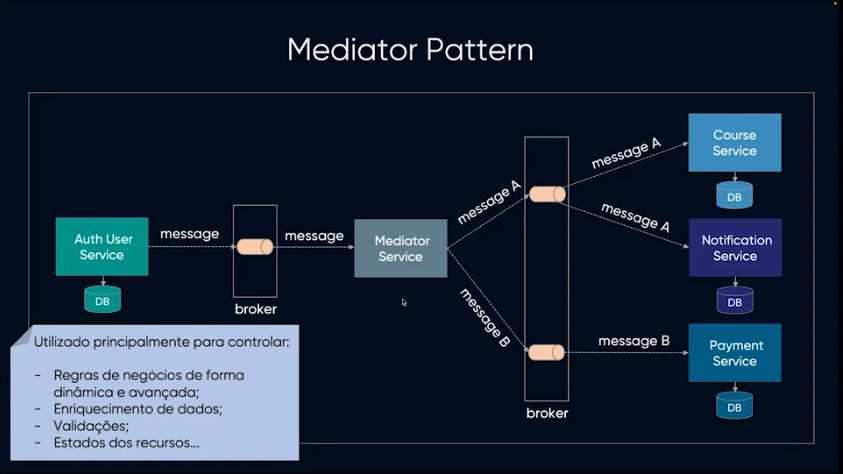 Mediator Pattern
Auth User
Service
DB
message
broker
message
Mediator
Service
message A
message B
broker
message A
message A
message B
Course
Service
DB
Notification
Service
DB
Payment
Service
DB
Utilizado principalmente para controlar:
- Regras de negócios de forma
dinâmica e avançada;
- Enriquecimento de dados;
- Validações;
- Estados dos recursos...